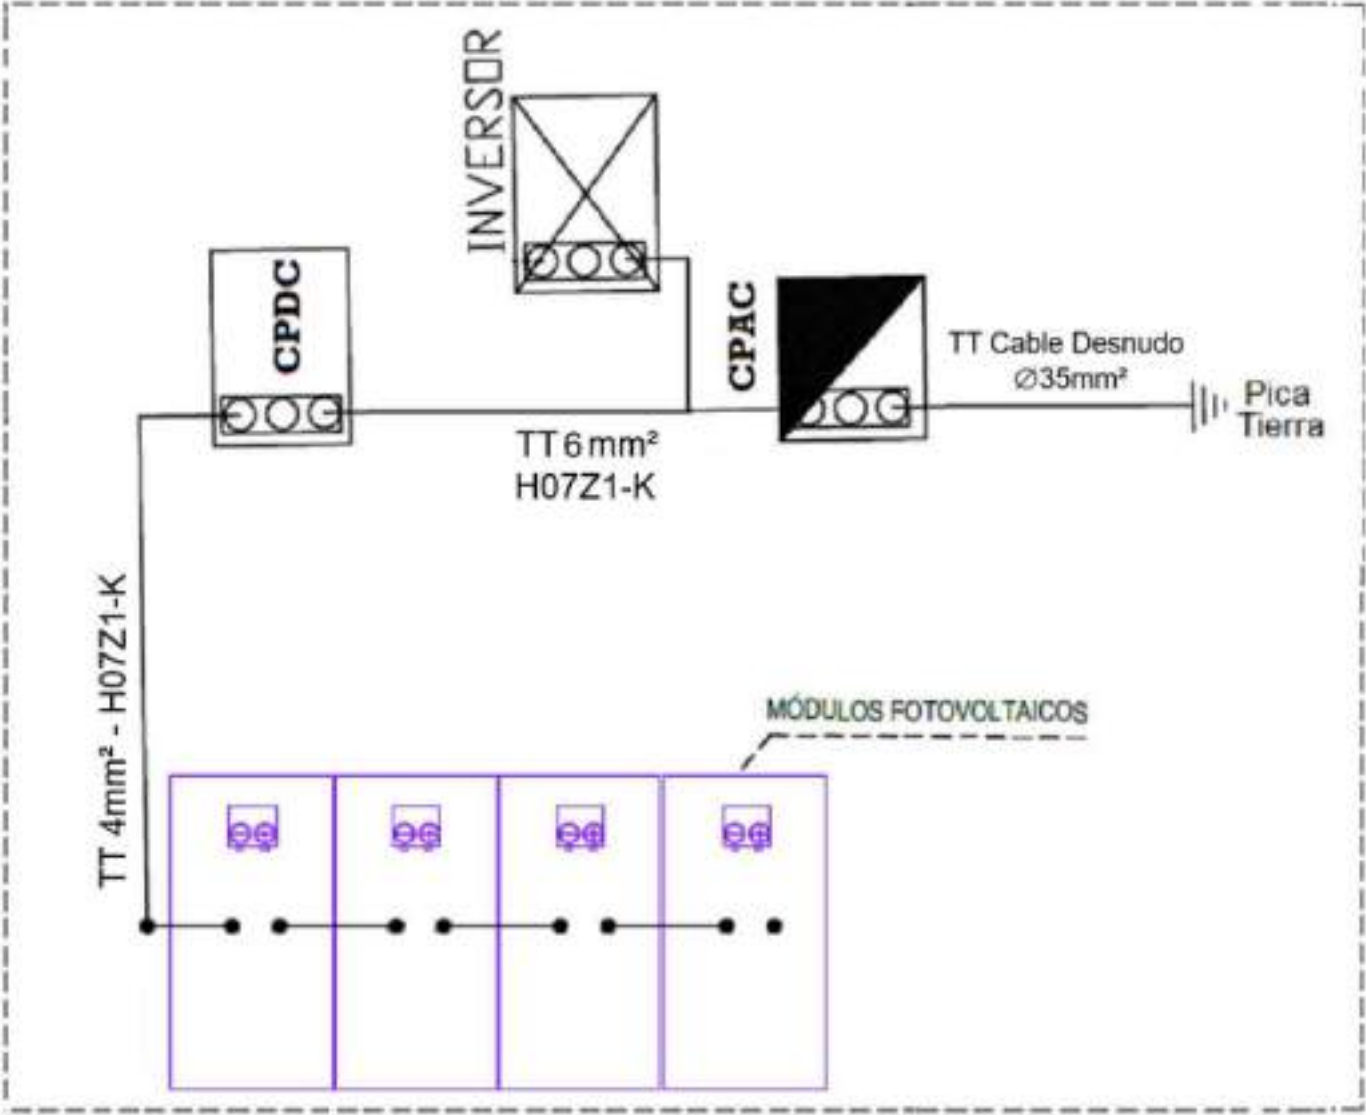 INVERSOR
CPDC
CPAC
TT Cable Desnudo
∅35mm²
Pica
Tierra
TT 6 mm²
H07Z1-K
TT 4mm² - H07Z1-K
MÓDULOS FOTOVOLTAICOS